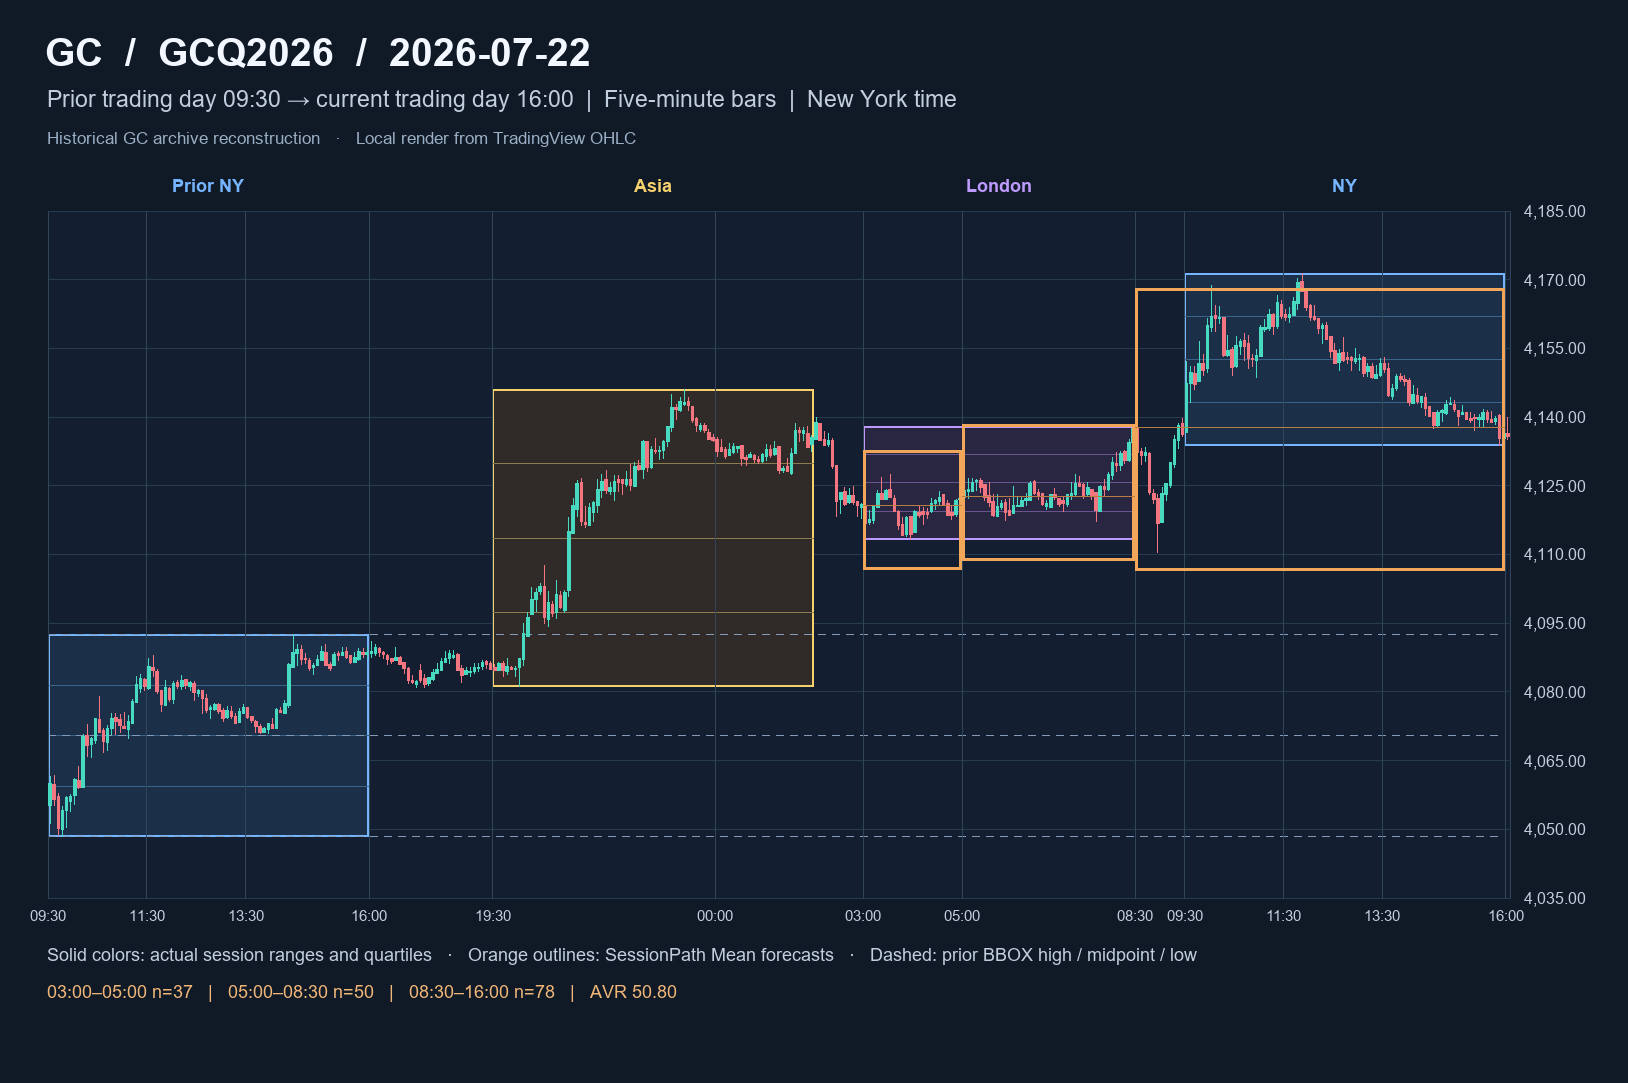 GC / GCQ2026 / 2026-07-22
Prior trading day 09:30 → current trading day 16:00 | Five-minute bars | New York time
Historical GC archive reconstruction · Local render from TradingView OHLC
Prior NY
Asia
London
NY
4,185.00
4,170.00
4,155.00
4,140.00
4,125.00
4,110.00
4,095.00
4,080.00
4,065.00
4,050.00
4,035.00
09:30 11:30 13:30 16:00 19:30 00:00 03:00 05:00 08:30 09:30 11:30 13:30 16:00
Solid colors: actual session ranges and quartiles · Orange outlines: SessionPath Mean forecasts · Dashed: prior BBOX high / midpoint / low
03:00–05:00 n=37 | 05:00–08:30 n=50 | 08:30–16:00 n=78 | AVR 50.80